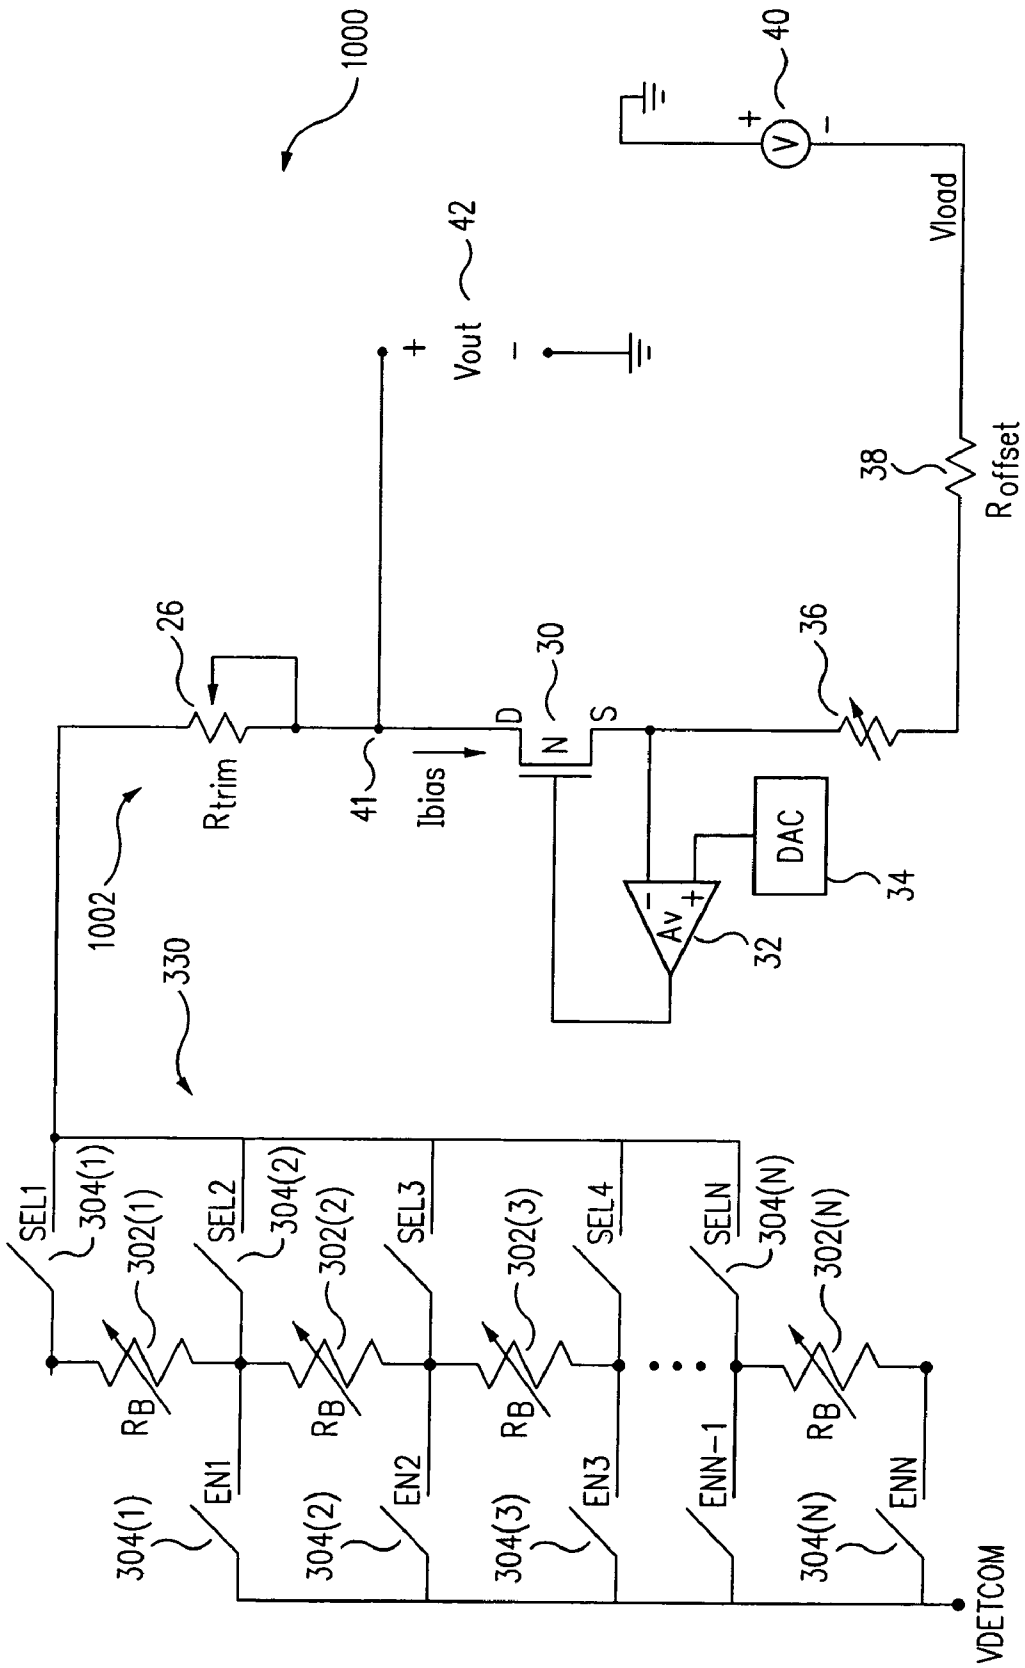 1000
40
+
V
-
Vload
+
Vout
42
-
38
Roffset
26
Rtrim
41
Ibias
D
N
S
30
36
-
Av
+
32
DAC
34
1002
330
SEL1
304(1)
302(1)
RB
SEL2
304(2)
302(2)
RB
SEL3
302(3)
RB
SEL4
SELN
304(N)
302(N)
RB
304(1)
EN1
304(2)
EN2
304(3)
EN3
ENN-1
304(N)
ENN
VDETCOM